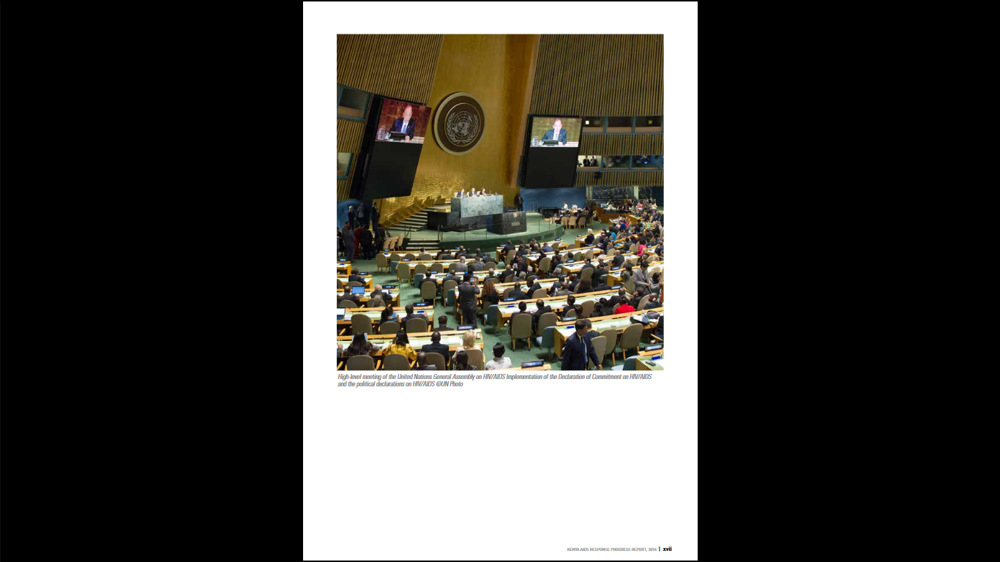 High-level meeting of the United Nations General Assembly on HIV/AIDS Implementation of the Declaration of Commitment on HIV/AIDS
and the political declarations on HIV/AIDS @UN Photo
KENYA AIDS RESPONSE PROGRESS REPORT, 2016 | xvii